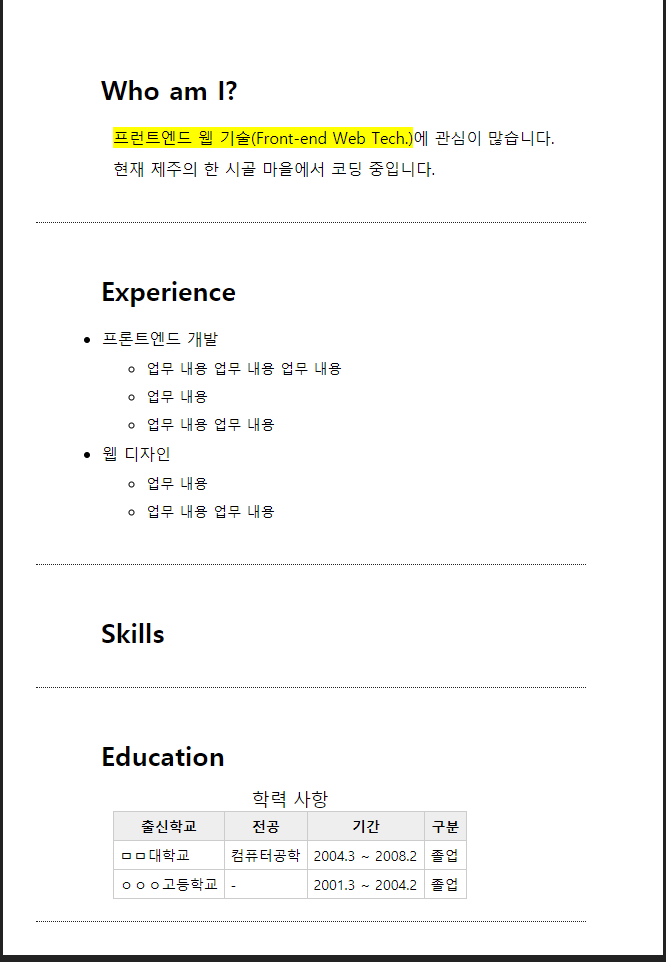 Who am I?
프런트엔드 웹 기술(Front-end Web Tech.)에 관심이 많습니다.
현재 제주의 한 시골 마을에서 코딩 중입니다.
Experience
프론트엔드 개발
업무 내용 업무 내용 업무 내용
업무 내용
업무 내용 업무 내용
웹 디자인
업무 내용
업무 내용 업무 내용
Skills
Education
학력 사항
출신학교 전공 기간 구분
ㅁㅁ대학교 컴퓨터공학 2004.3 ~ 2008.2 졸업
ㅇㅇㅇ고등학교 - 2001.3 ~ 2004.2 졸업